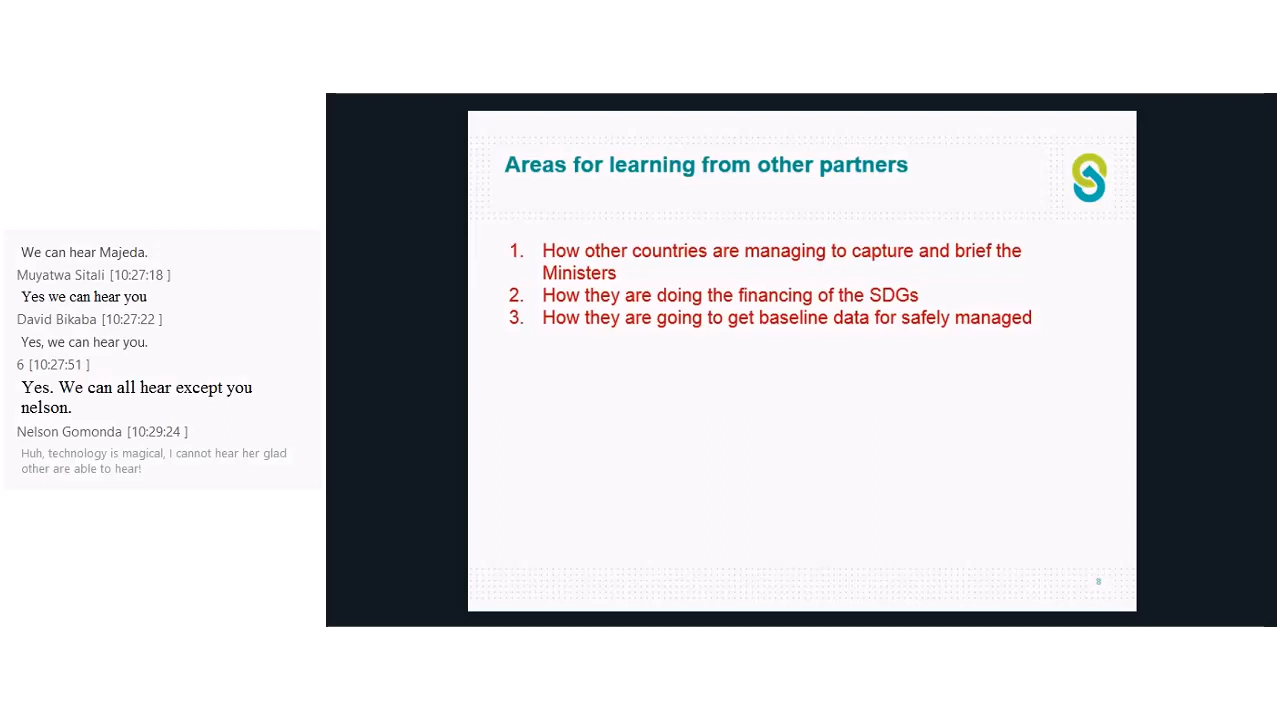 We can hear Majeda.
Muyatwa Sitali [10:27:18 ]
Yes we can hear you
David Bikaba [10:27:22 ]
Yes, we can hear you.
6 [10:27:51 ]
Yes. We can all hear except you
nelson.
Nelson Gomonda [10:29:24 ]
Huh, technology is magical, I cannot hear her glad
other are able to hear!
Areas for learning from other partners
1. How other countries are managing to capture and brief the
Ministers
2. How they are doing the financing of the SDGs
3. How they are going to get baseline data for safely managed
8